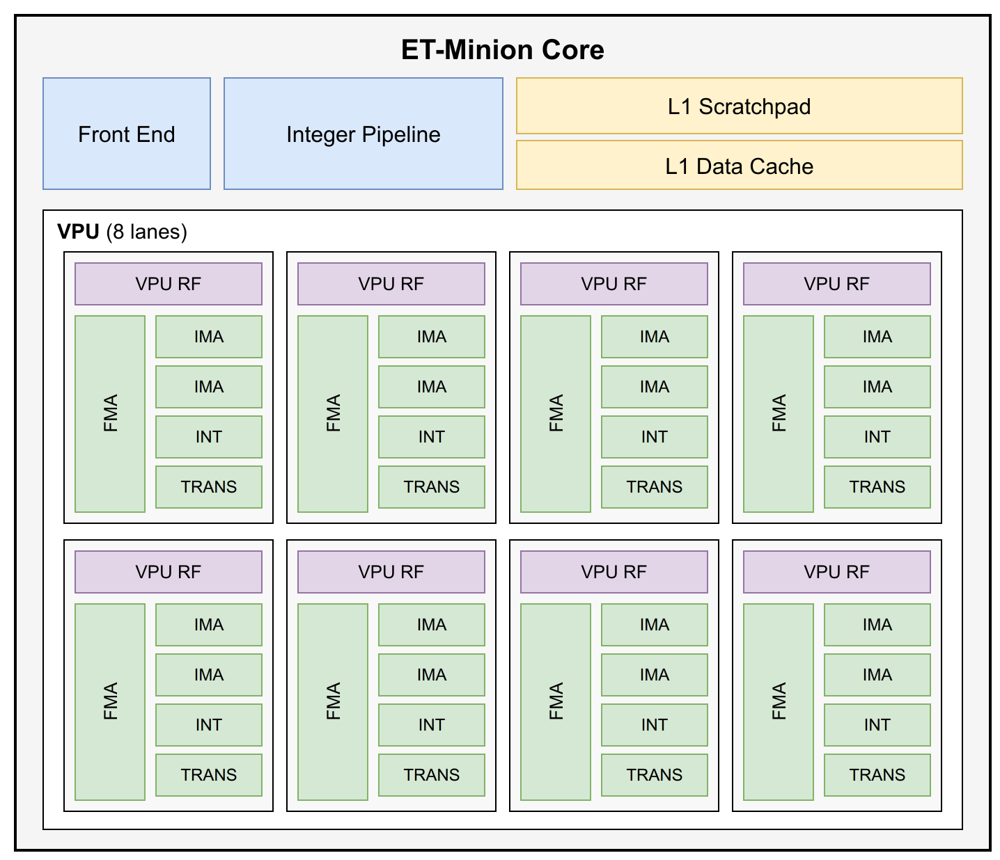 ET-Minion Core
Front End
Integer Pipeline
L1 Scratchpad
L1 Data Cache
VPU (8 lanes)
VPU RF
FMA
IMA
IMA
INT
TRANS
VPU RF
FMA
IMA
IMA
INT
TRANS
VPU RF
FMA
IMA
IMA
INT
TRANS
VPU RF
FMA
IMA
IMA
INT
TRANS
VPU RF
FMA
IMA
IMA
INT
TRANS
VPU RF
FMA
IMA
IMA
INT
TRANS
VPU RF
FMA
IMA
IMA
INT
TRANS
VPU RF
FMA
IMA
IMA
INT
TRANS